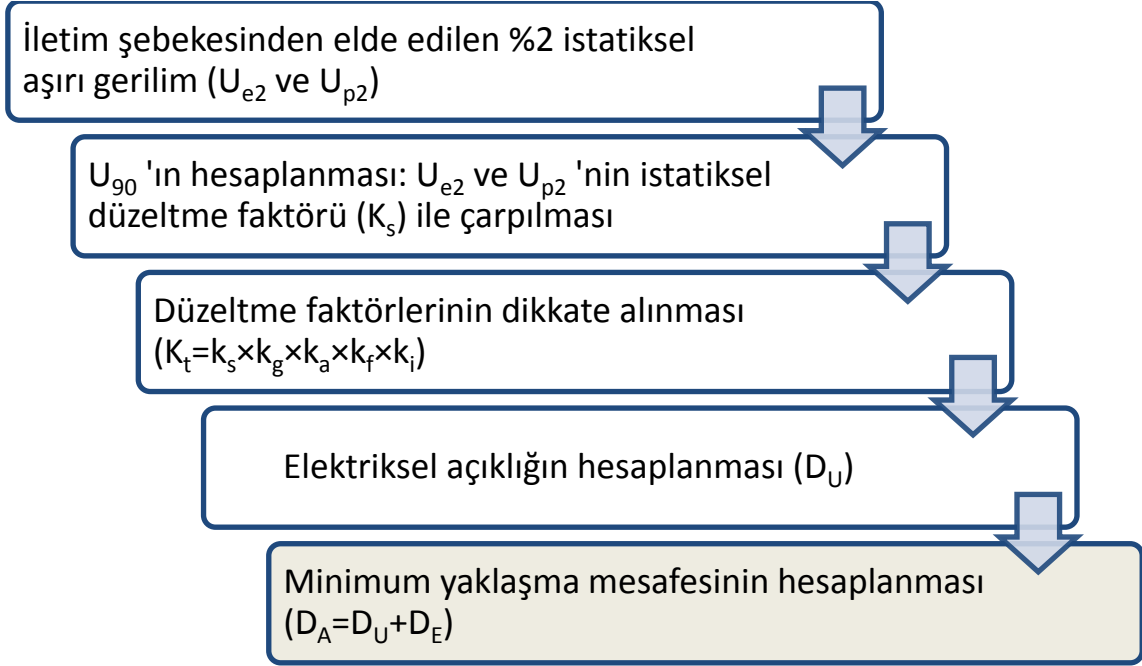 İletim şebekesinden elde edilen %2 istatiksel
aşırı gerilim (Ue2 ve Up2)
U90 'ın hesaplanması: Ue2 ve Up2 'nin istatiksel
düzeltme faktörü (Ks) ile çarpılması
Düzeltme faktörlerinin dikkate alınması
(Kt=ks×kg×ka×kf×ki)
Elektriksel açıklığın hesaplanması (DU)
Minimum yaklaşma mesafesinin hesaplanması
(DA=DU+DE)